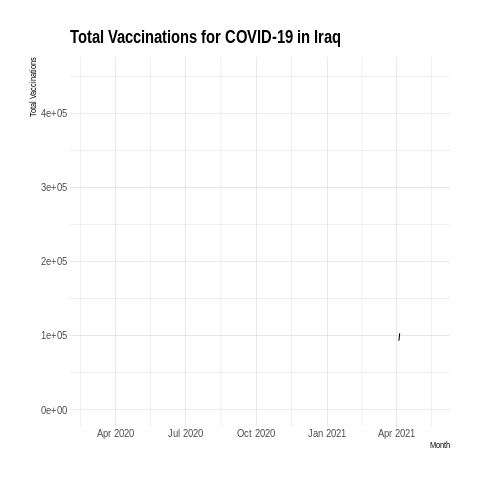 Total Vaccinations for COVID-19 in Iraq
Total Vaccinations
4e+05
3e+05
2e+05
1e+05
0e+00
Apr 2020 Jul 2020 Oct 2020 Jan 2021 Apr 2021
Month